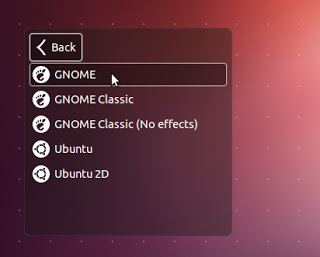 Back
GNOME
GNOME Classic
GNOME Classic (No effects)
Ubuntu
Ubuntu 2D